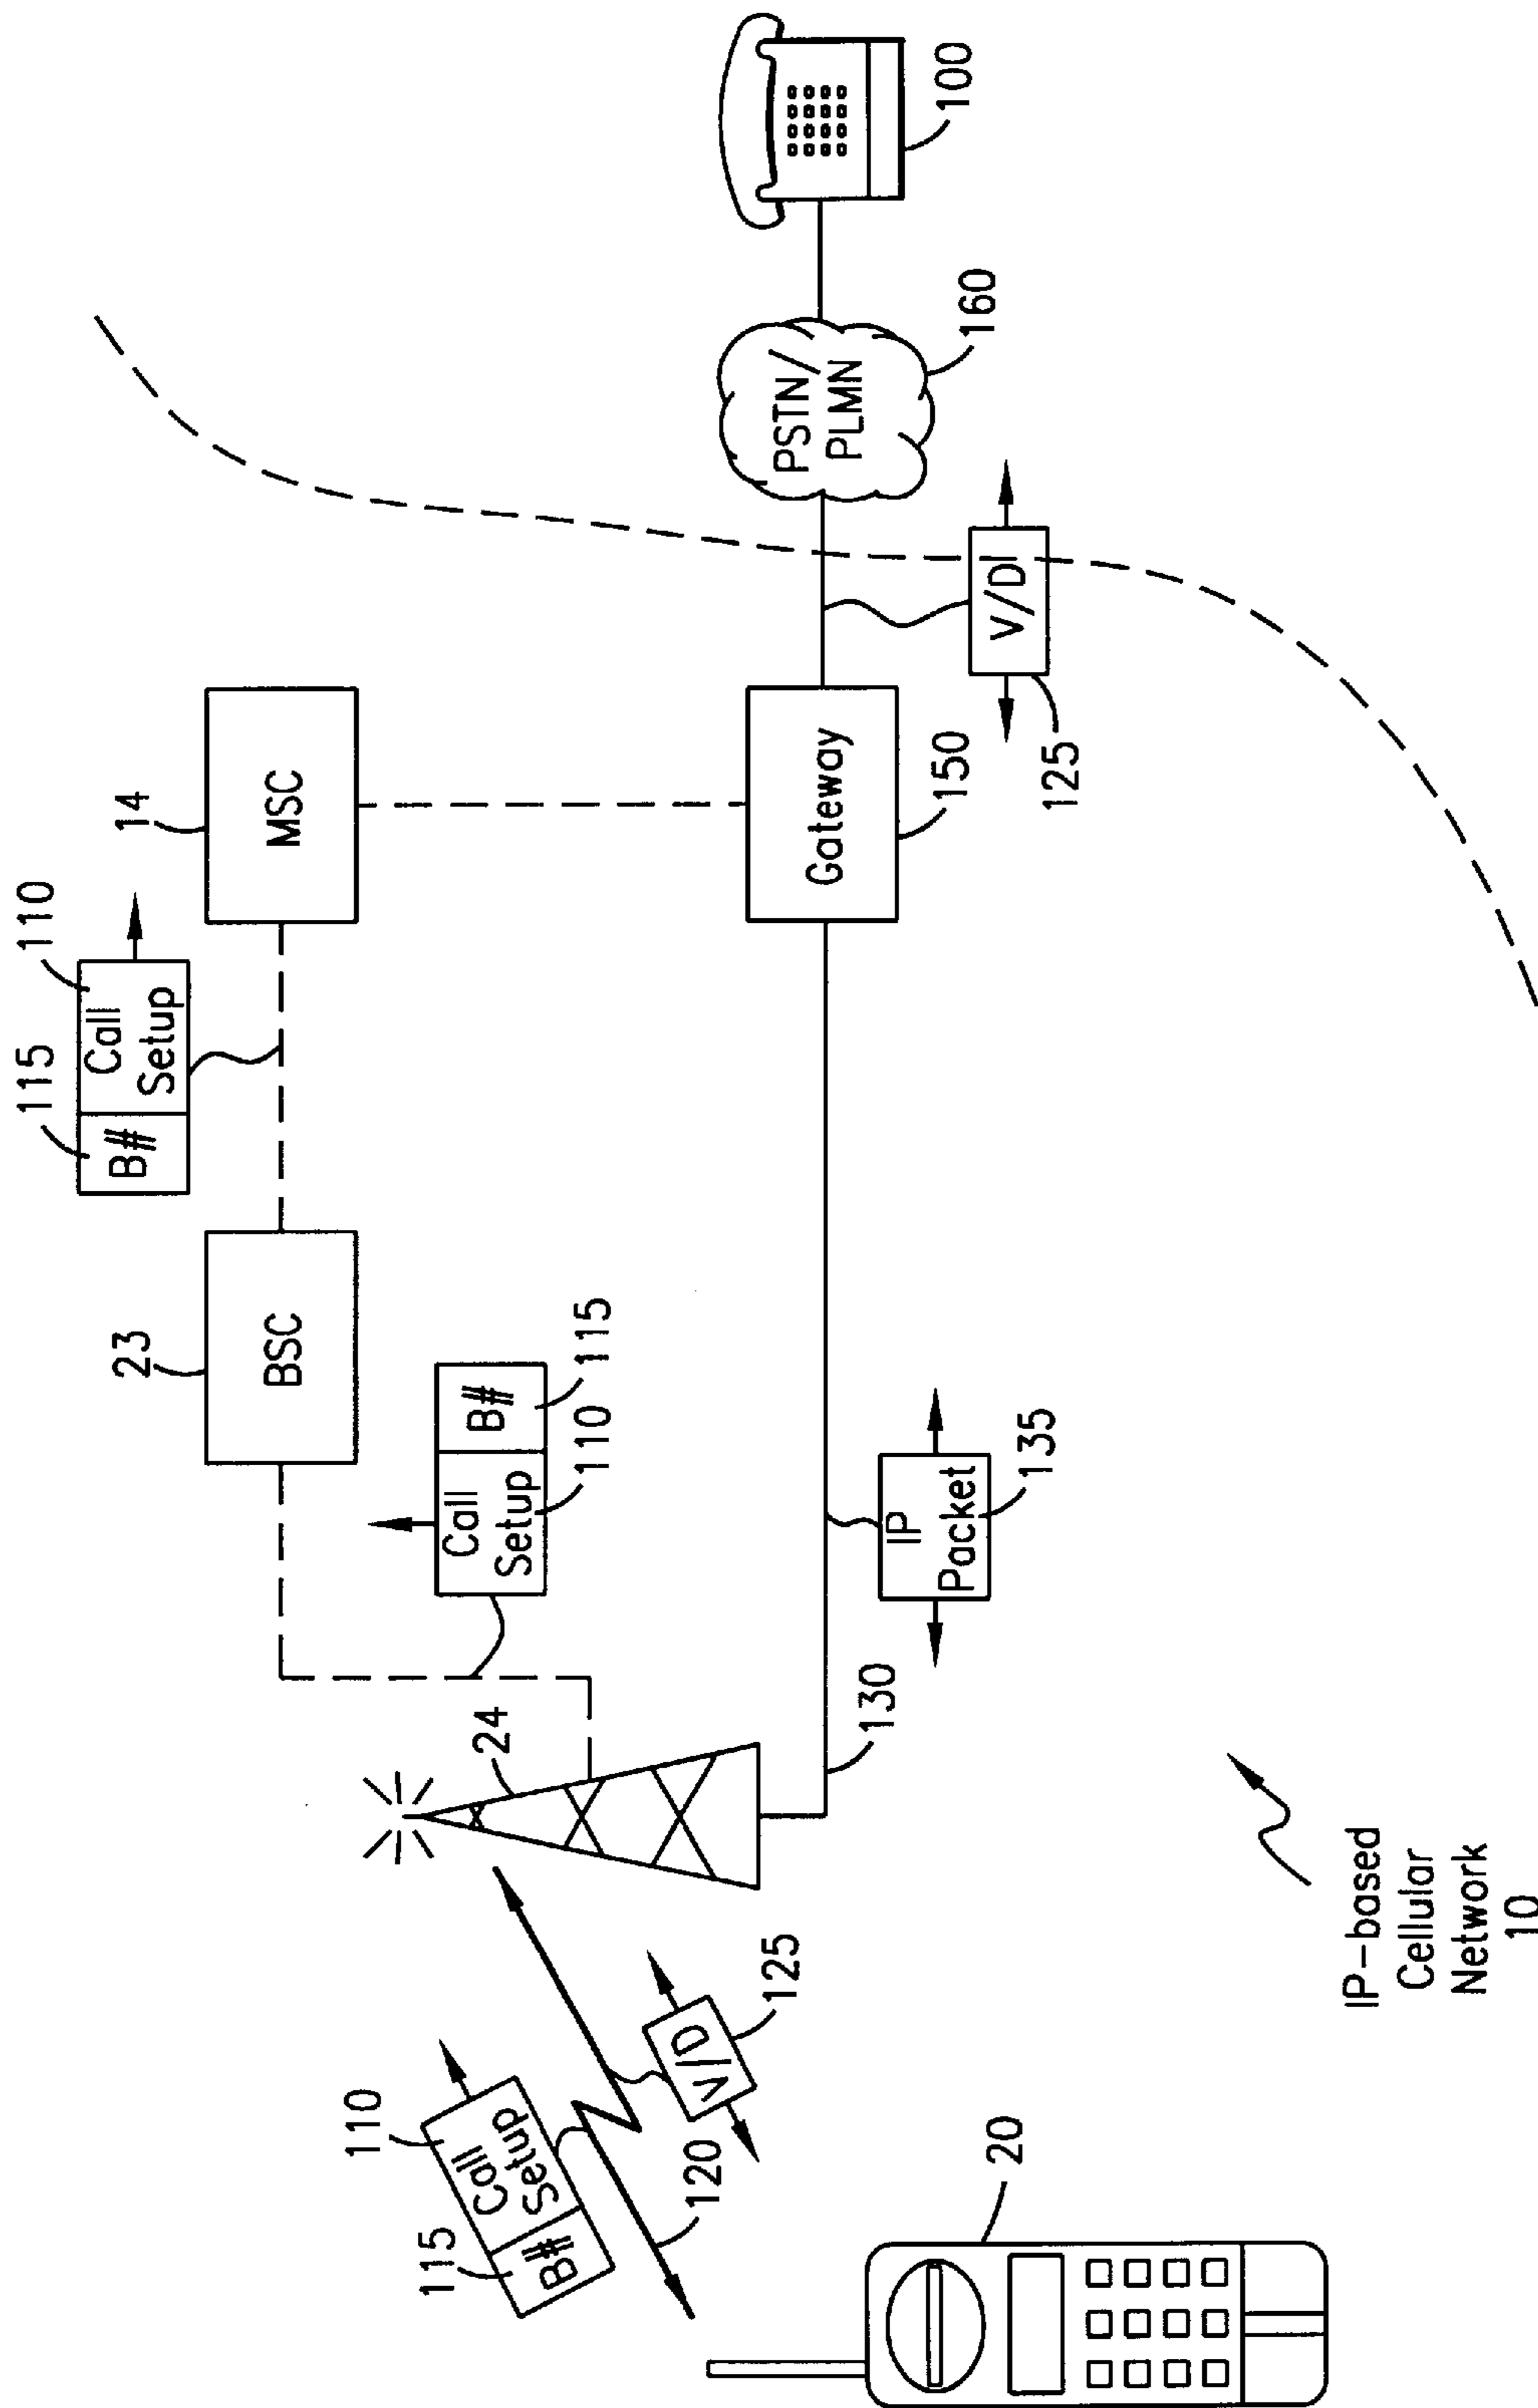 115
110
B#
Call
Setup
14
MSC
23
BSC
Call
Setup
B#
110
115
110
115
Call
Setup
B#
24
120
V/D
125
130
IP
Packet
135
Gateway
150
V/D
125
PSTN/
PLMN
160
100
20
IP-based
Cellular
Network
10